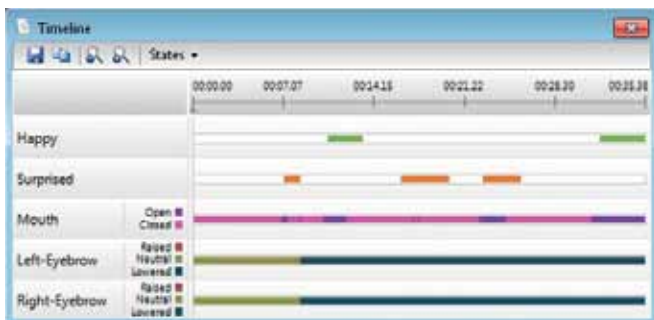 Timeline
States
00:00.00 00:07.07 00:14.15 00:21.22 00:28.30 00:35.38
Happy
Surprised
Mouth
Open
Closed
Left-Eyebrow
Raised
Neutral
Lowered
Right-Eyebrow
Raised
Neutral
Lowered